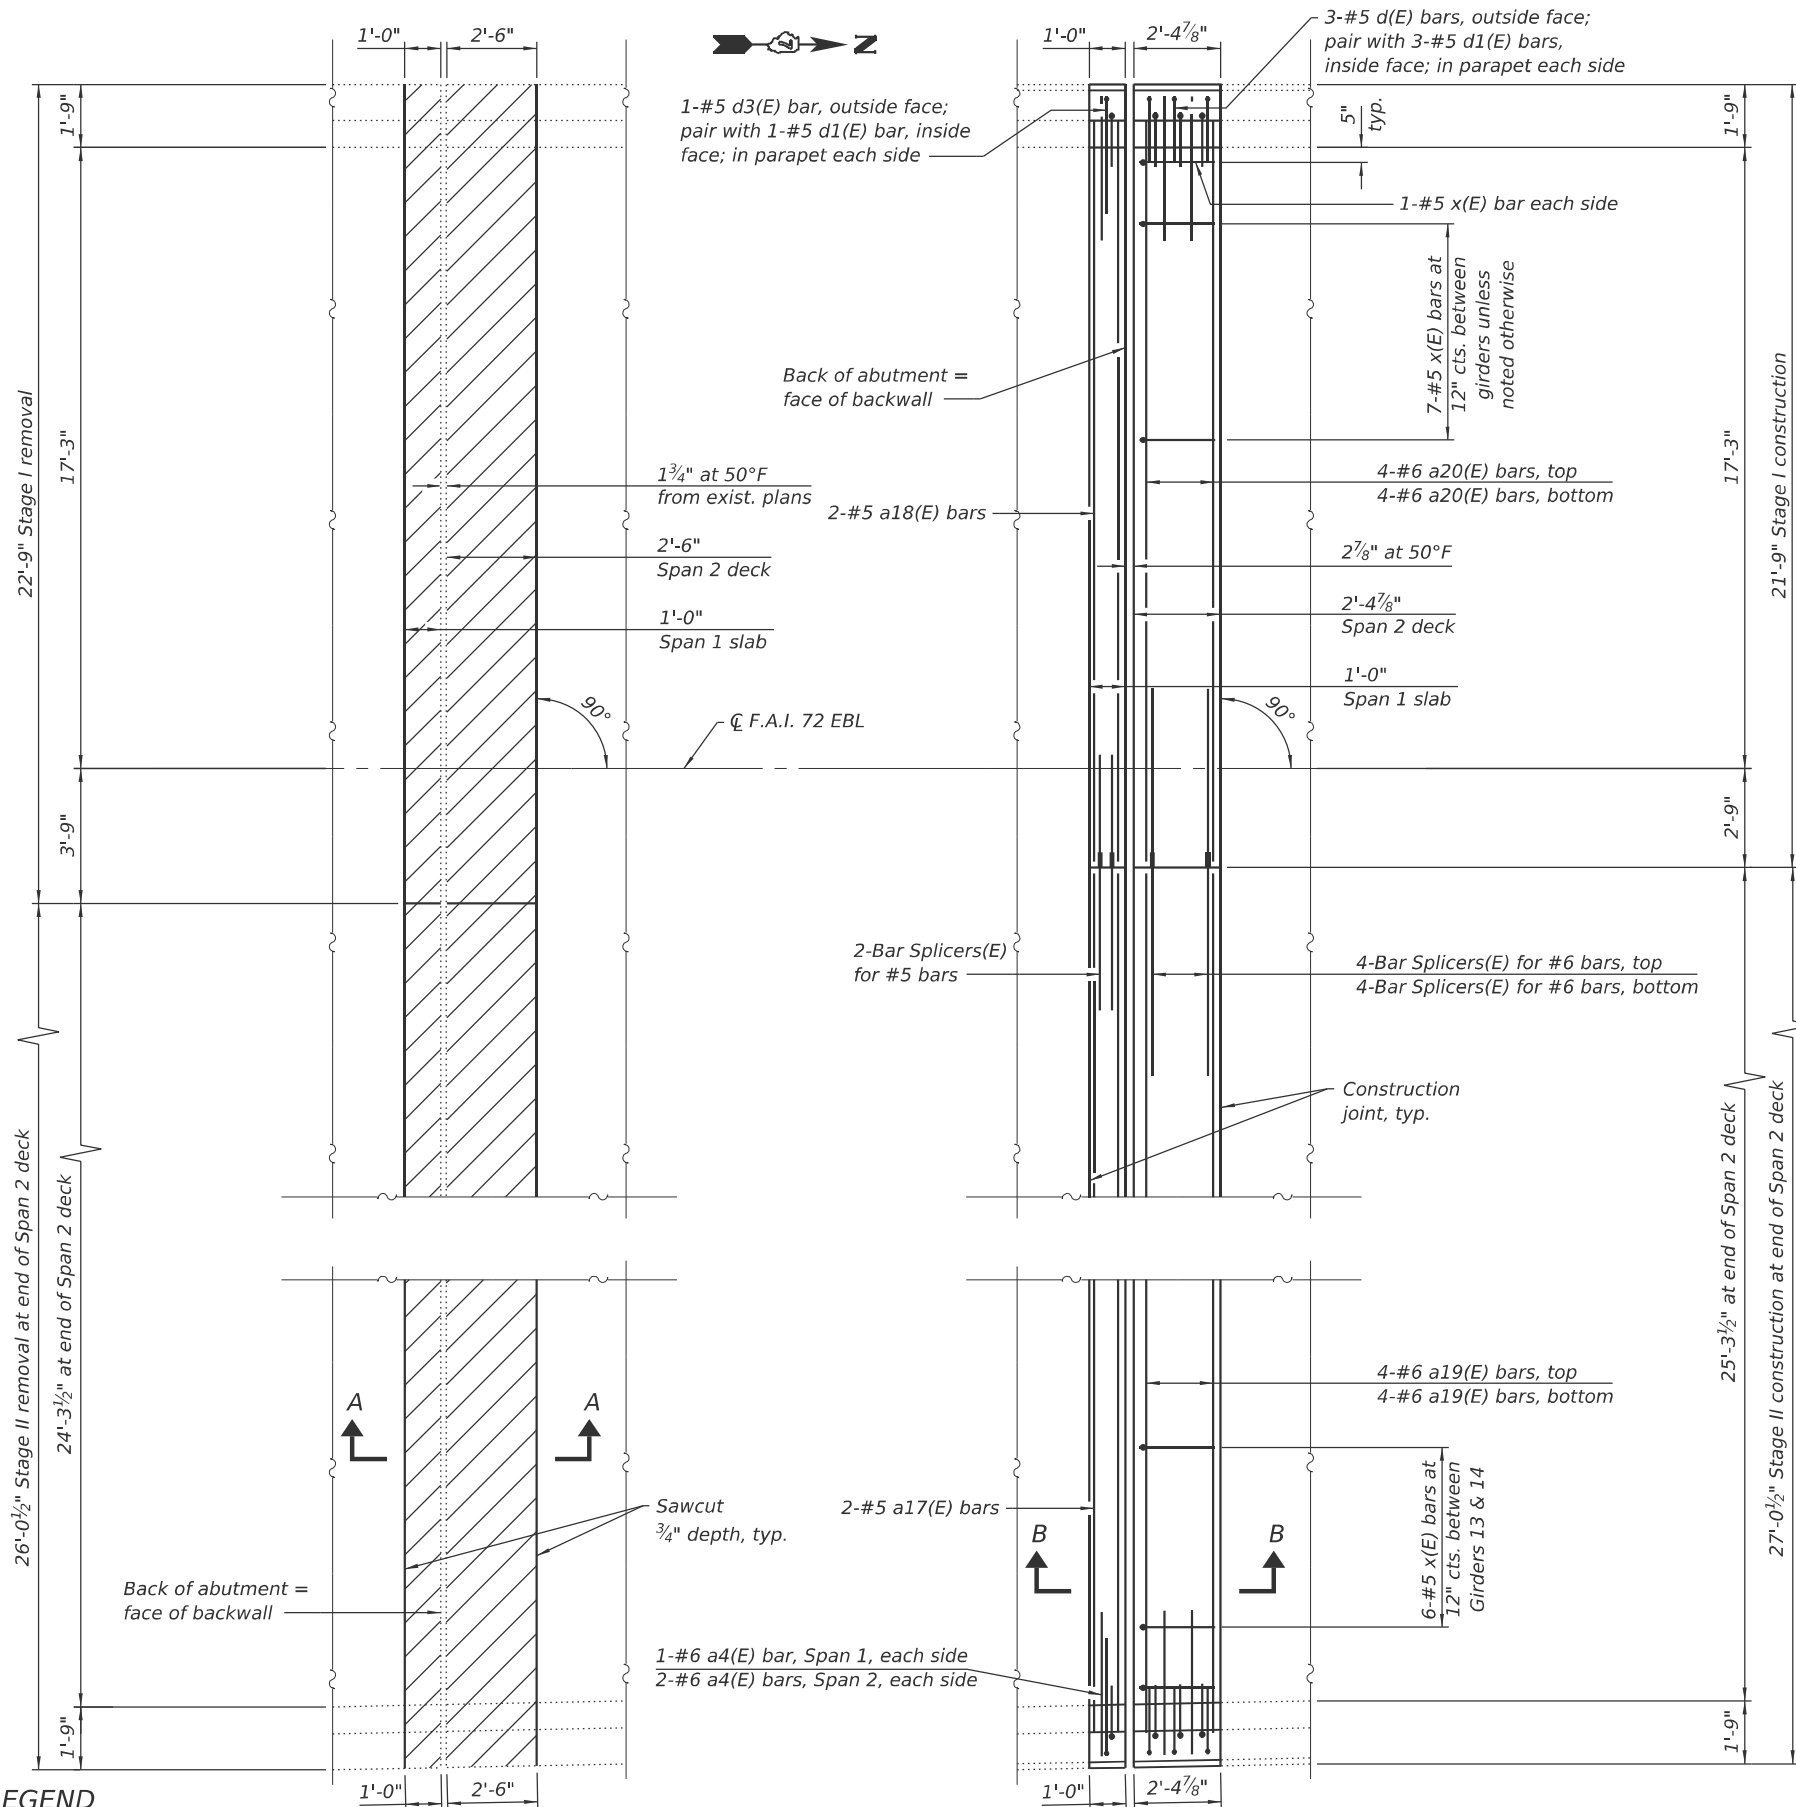 1'-0"
2'-6"
N
1'-0"
2'-4⅞"
3-#5 d(E) bars, outside face;
pair with 3-#5 d1(E) bars,
inside face; in parapet each side
1-#5 d3(E) bar, outside face;
pair with 1-#5 d1(E) bar, inside
face; in parapet each side
5"
typ.
1'-9"
1'-9"
1-#5 x(E) bar each side
7-#5 x(E) bars at
12" cts. between
girders unless
noted otherwise
Back of abutment =
face of backwall
22'-9" Stage I removal
17'-3"
17'-3"
21'-9" Stage I construction
1¾" at 50°F
from exist. plans
4-#6 a20(E) bars, top
4-#6 a20(E) bars, bottom
2-#5 a18(E) bars
2'-6"
Span 2 deck
2⅞" at 50°F
1'-0"
Span 1 slab
2'-4⅞"
Span 2 deck
1'-0"
Span 1 slab
90°
℄ F.A.I. 72 EBL
90°
3'-9"
2'-9"
2-Bar Splicers(E)
for #5 bars
4-Bar Splicers(E) for #6 bars, top
4-Bar Splicers(E) for #6 bars, bottom
Construction
joint, typ.
26'-0½" Stage II removal at end of Span 2 deck
24'-3½" at end of Span 2 deck
25'-3½" at end of Span 2 deck
27'-0½" Stage II construction at end of Span 2 deck
A
A
4-#6 a19(E) bars, top
4-#6 a19(E) bars, bottom
Sawcut
¾" depth, typ.
2-#5 a17(E) bars
B
B
6-#5 x(E) bars at
12" cts. between
Girders 13 & 14
Back of abutment =
face of backwall
1-#6 a4(E) bar, Span 1, each side
2-#6 a4(E) bars, Span 2, each side
1'-9"
1'-9"
1'-0"
2'-6"
1'-0"
2'-4⅞"
EGEND